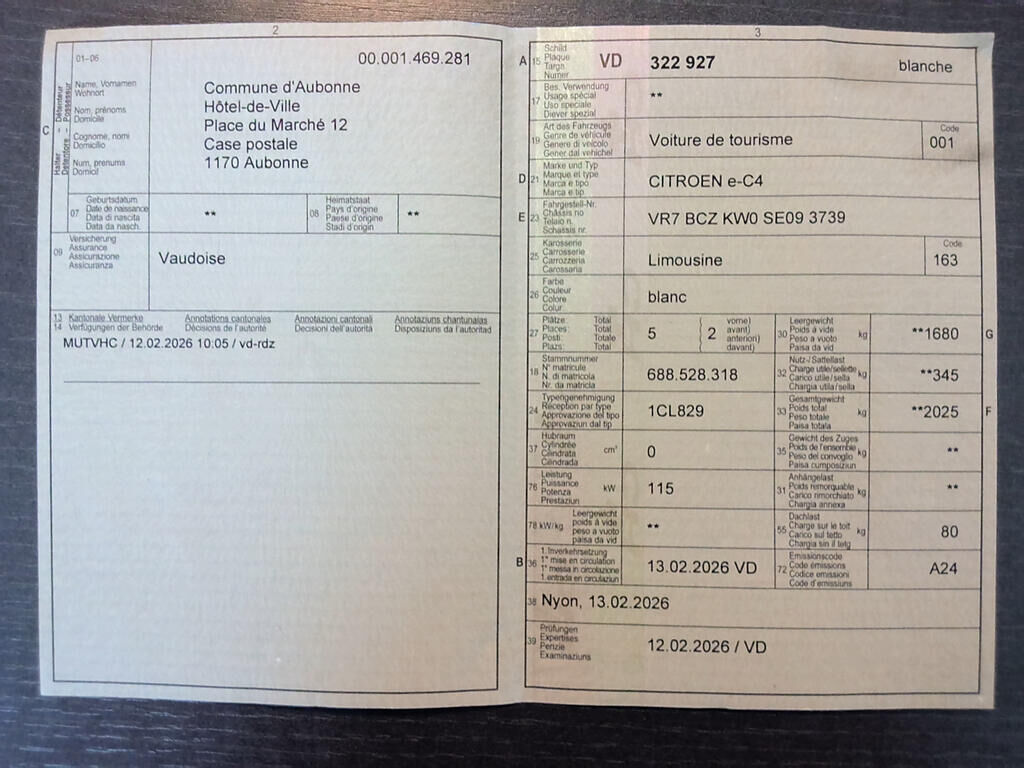 2
01-06
00.001.469.281
Halter - Détenteur
Detentore - Possessur
C
Name, Vornamen
Wohnort
Nom, prénoms
Domicile
Cognome, nomi
Domicilio
Num, prenums
Domicil
Commune d'Aubonne
Hôtel-de-Ville
Place du Marché 12
Case postale
1170 Aubonne
07
Geburtsdatum
Date de naissance
Data di nascita
Data da nasch.
**
08
Heimatstaat
Pays d'origine
Paese d'origine
Stadi d'origin
**
09
Versicherung
Assurance
Assicurazione
Assicuranza
Vaudoise
13 Kantonale Vermerke Annotations cantonales Annotazioni cantonali Annotaziuns chantunalas
14 Verfügungen der Behörde Décisions de l'autorité Decisioni dell'autorità Disposiziuns da l'autoritad
MUTVHC / 12.02.2026 10:05 / vd-rdz
3
A 15
Schild
Plaque
Targa
Numer
VD 322 927 blanche
17
Bes. Verwendung
Usage spécial
Uso speciale
Diever spezial
**
19
Art des Fahrzeugs
Genre de véhicule
Genere di veicolo
Gener dal vehichel
Voiture de tourisme
Code
001
D 21
Marke und Typ
Marque et type
Marca e tipo
Marca e tip
CITROEN e-C4
E 23
Fahrgestell-Nr.
Châssis no
Telaio n.
Schassis nr.
VR7 BCZ KW0 SE09 3739
25
Karosserie
Carrosserie
Carrozzeria
Carossaria
Limousine
Code
163
26
Farbe
Couleur
Colore
Colur
blanc
27
Plätze: Total
Places: Total
Posti: Totale
Plazs: Total
5
2
vorne)
avant)
anteriori)
davant)
30
Leergewicht
Poids à vide
Peso a vuoto
Paisa da vid
kg
**1680
G
18
Stammnummer
N° matricule
N. di matricola
Nr. da matricla
688.528.318
32
Nutz-/Sattellast
Charge utile/sellette
Carico utile/sella
Chargia utila/sella
kg
**345
24
Typengenehmigung
Réception par type
Approvazione del tipo
Approvaziun dal tip
1CL829
33
Gesamtgewicht
Poids total
Peso totale
Paisa totala
kg
**2025
F
37
Hubraum
Cylindrée
Cilindrata
Cilindrada
cm³
0
35
Gewicht des Zuges
Poids de l'ensemble
Peso del convoglio
Paisa cumposiziun
kg
**
76
Leistung
Puissance
Potenza
Prestaziun
kW
115
31
Anhängelast
Poids remorquable
Carico rimorchiato
Chargia annexa
kg
**
78 kW/kg
Leergewicht
poids à vide
peso a vuoto
paisa da vid
**
55
Dachlast
Charge sur le toit
Carico sul tetto
Chargia sin il tetg
kg
80
B 36
1. Inverkehrsetzung
1re mise en circulation
1a messa in circolazione
1. entrada en circulaziun
13.02.2026 VD
72
Emissionscode
Code émissions
Codice emissioni
Code d'emissiuns
A24
38 Nyon, 13.02.2026
39
Prüfungen
Expertises
Perizie
Examinaziuns
12.02.2026 / VD